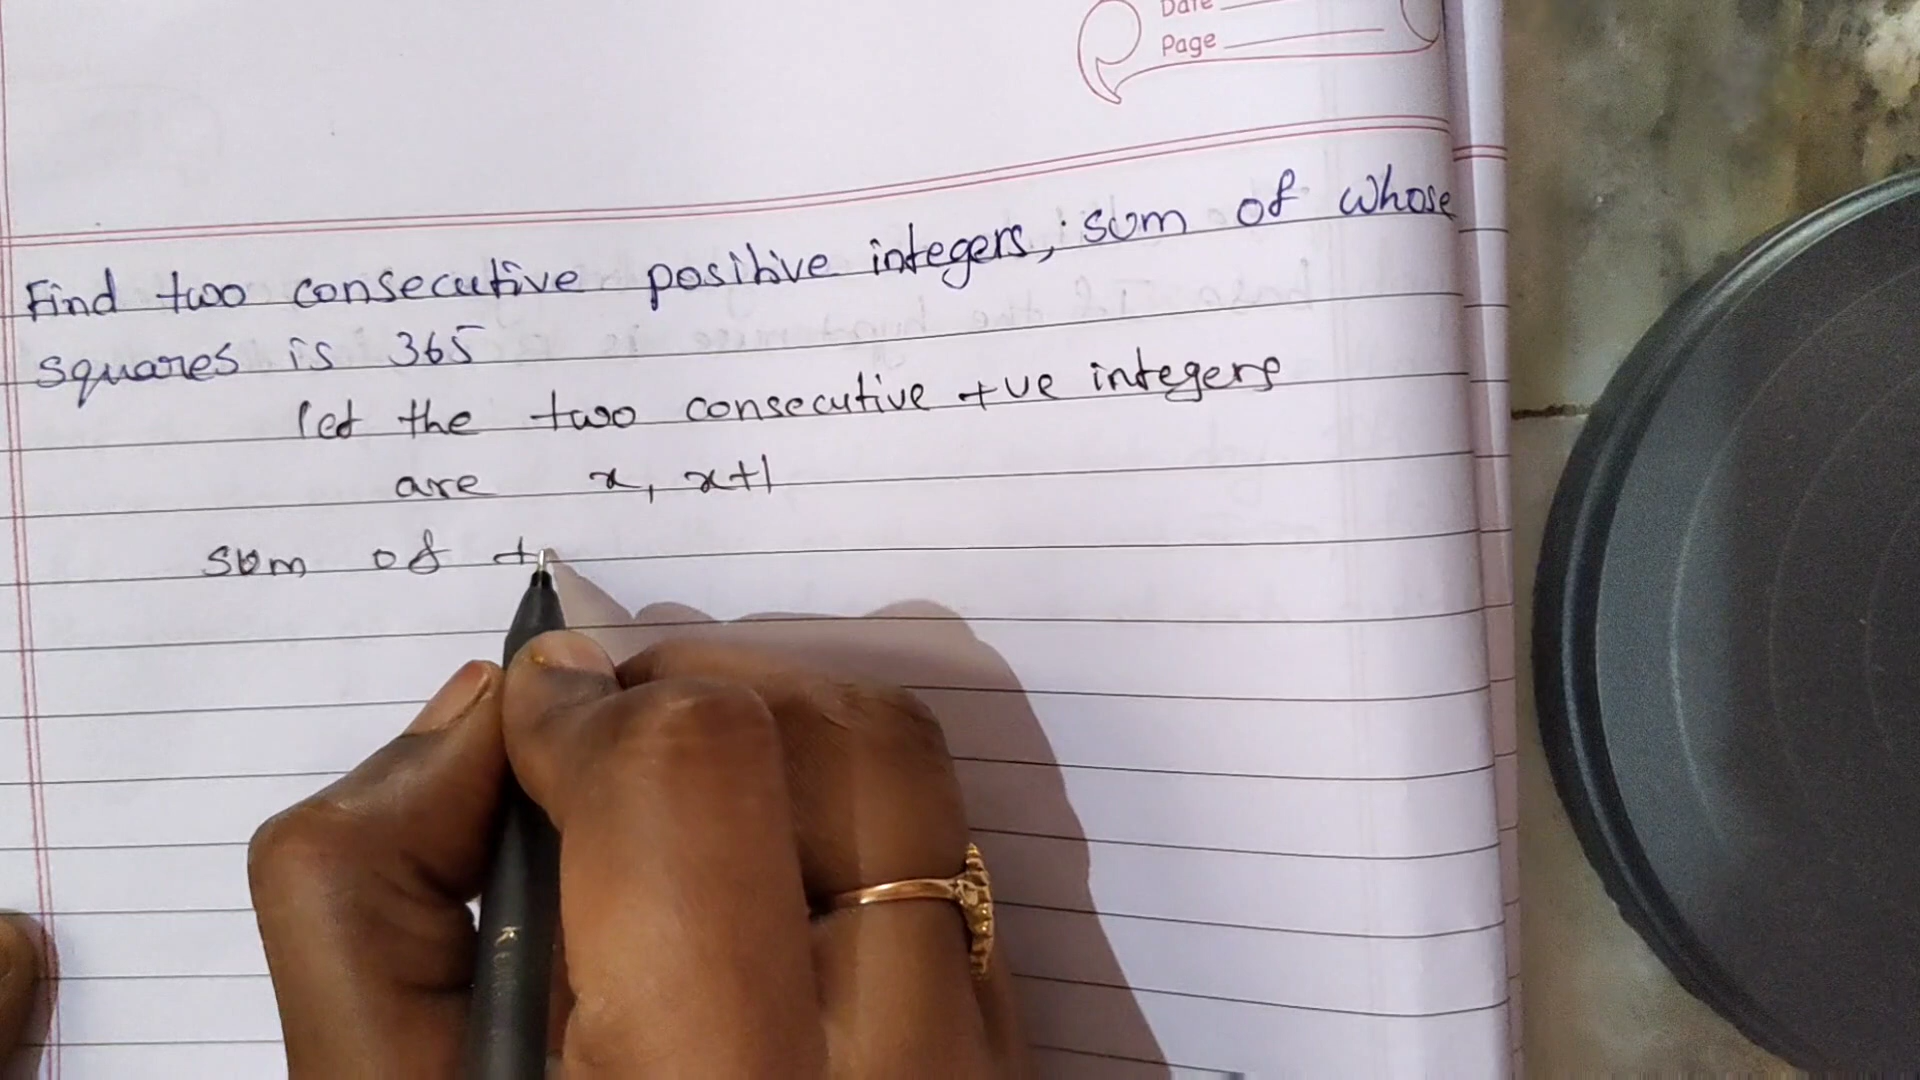 Date
Page
Find two consecutive positive integers, sum of whose
squares is 365
let the two consecutive +ve integers
are x, x+1
sum of t